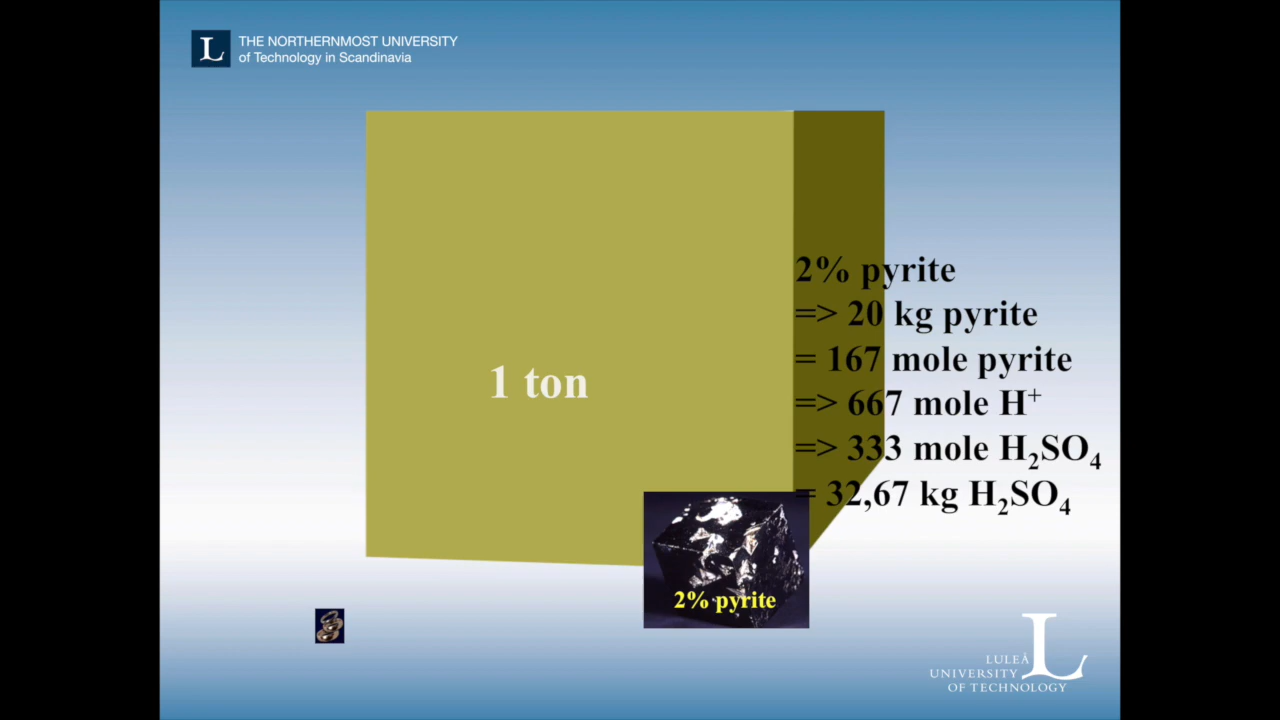 L
THE NORTHERNMOST UNIVERSITY
of Technology in Scandinavia
1 ton
2% pyrite
=> 20 kg pyrite
= 167 mole pyrite
=> 667 mole H⁺
=> 333 mole H₂SO₄
= 32,67 kg H₂SO₄
2% pyrite
L
LULEÅ
UNIVERSITY
OF TECHNOLOGY